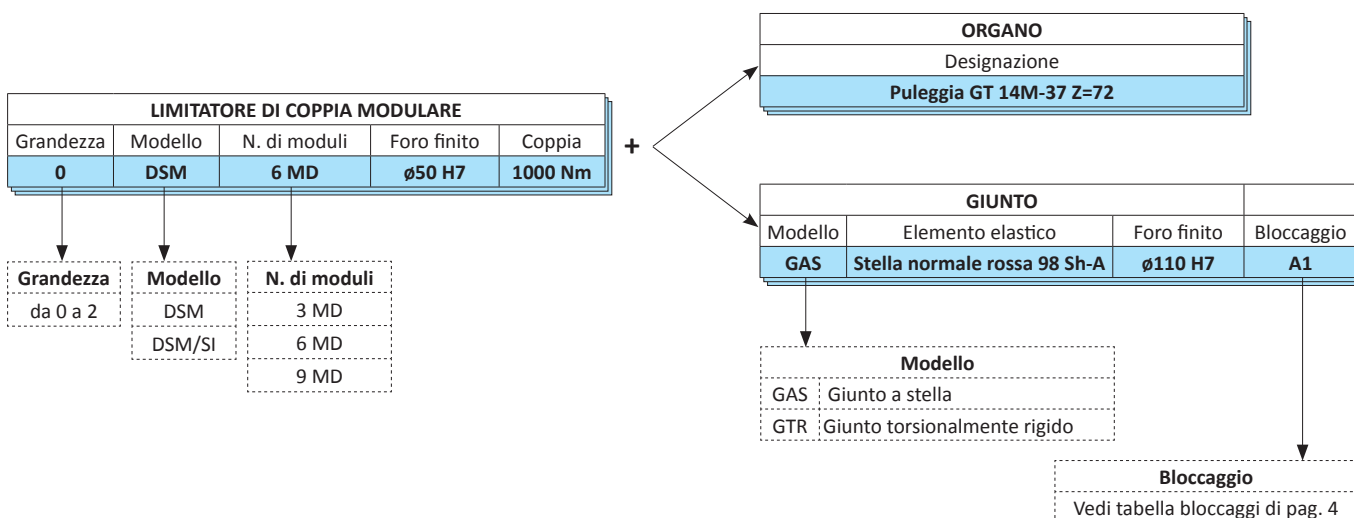 ORGANO
Designazione
Puleggia GT 14M-37 Z=72
LIMITATORE DI COPPIA MODULARE
Grandezza Modello N. di moduli Foro finito Coppia
0 DSM 6 MD ø50 H7 1000 Nm
+
GIUNTO
Modello Elemento elastico Foro finito Bloccaggio
GAS Stella normale rossa 98 Sh-A ø110 H7 A1
Grandezza
da 0 a 2
Modello
DSM
DSM/SI
N. di moduli
3 MD
6 MD
9 MD
Modello
GAS Giunto a stella
GTR Giunto torsionalmente rigido
Bloccaggio
Vedi tabella bloccaggi di pag. 4